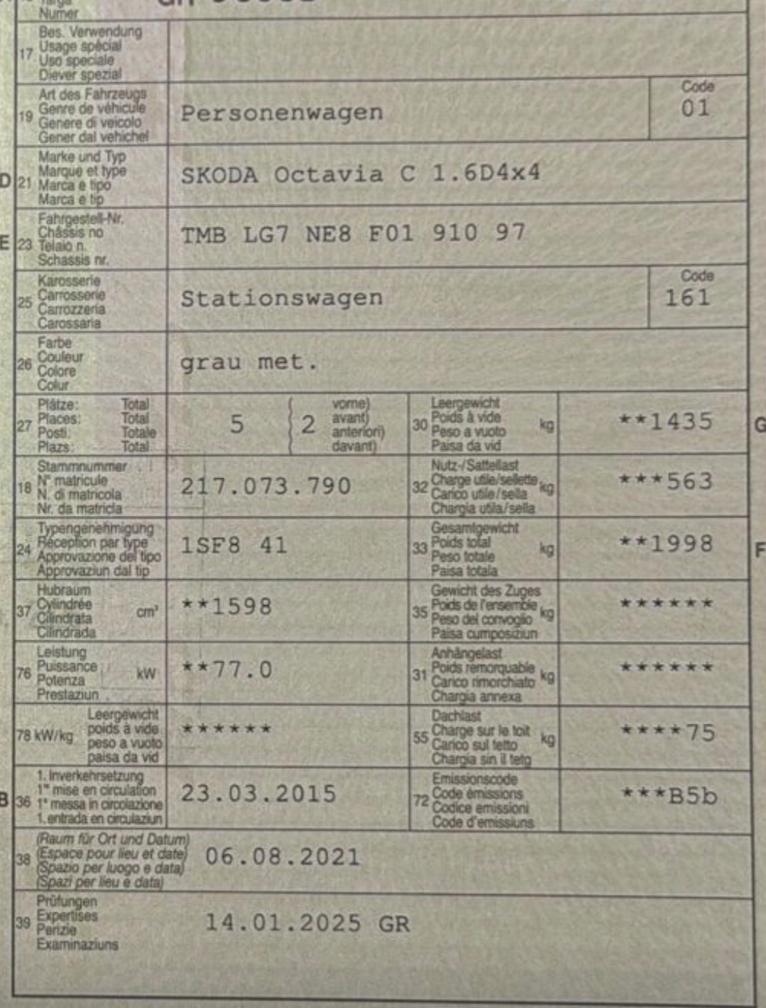 Targa
Numer
Bes. Verwendung
17 Usage spécial
Uso speciale
Diever spezial
Art des Fahrzeugs
19 Genre de véhicule
Genere di veicolo
Gener dal vehichel
Personenwagen
Code
01
Marke und Typ
D 21 Marque et type
Marca e tipo
Marca e tip
SKODA Octavia C 1.6D4x4
Fahrgestell-Nr.
E 23 Châssis no
Telaio n.
Schassis nr.
TMB LG7 NE8 F01 910 97
Karosserie
25 Carrosserie
Carrozzeria
Carossaria
Stationswagen
Code
161
Farbe
26 Couleur
Colore
Colur
grau met.
Plätze: Total
27 Places: Total
Posti: Totale
Plazs: Total
5
2
vorne)
avant)
anteriori)
davant)
Leergewicht
30 Poids à vide kg
Peso a vuoto
Paisa da vid
**1435
G
Stammnummer
18 N° matricule
N. di matricola
Nr. da matricla
217.073.790
Nutz-/Sattellast
32 Charge utile/sellette kg
Carico utile/sella
Chargia utila/sella
***563
Typengenehmigung
24 Réception par type
Approvazione del tipo
Approvaziun dal tip
1SF8 41
Gesamtgewicht
33 Poids total kg
Peso totale
Paisa totala
**1998
F
Hubraum
37 Cylindrée cm³
Cilindrata
Cilindrada
**1598
Gewicht des Zuges
35 Poids de l'ensemble kg
Peso del convoglio
Paisa cumposiziun
******
Leistung
76 Puissance kW
Potenza
Prestaziun
**77.0
Anhängelast
31 Poids remorquable kg
Carico rimorchiato
Chargia annexa
******
Leergewicht
78 kW/kg poids à vide
peso a vuoto
paisa da vid
******
Dachlast
55 Charge sur le toit kg
Carico sul tetto
Chargia sin il tetg
****75
1. Inverkehrsetzung
B 36 1re mise en circulation
1a messa in circolazione
1. entrada en circulaziun
23.03.2015
Emissionscode
72 Code émissions
Codice emissioni
Code d'emissiuns
***B5b
(Raum für Ort und Datum)
38 (Espace pour lieu et date)
(Spazio per luogo e data)
(Spazi per lieu e data)
06.08.2021
Prüfungen
39 Expertises
Perizie
Examinaziuns
14.01.2025 GR